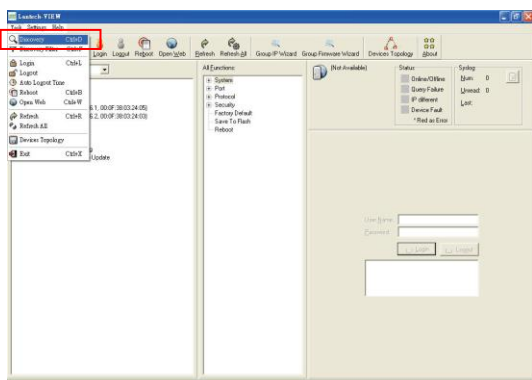 Lantech VIEW
Task Settings Help
Discovery Ctrl+D
Discovery Filter Ctrl+F
Login Ctrl+L
Logout
Auto Logout Time
Reboot Ctrl+B
Open Web Ctrl+W
Refresh Ctrl+R
Refresh All
Devices Topology
Exit Ctrl+X
Login Logout Reboot Open Web Refresh Refresh All Group IP Wizard Group Firmware Wizard Devices Topology About
Update
All Functions:
System
Port
Protocol
Security
Factory Default
Save To Flash
Reboot
(Not Available)
Status:
Online/Offline
Query Failure
IP different
Device Fault
*Red as Error
Syslog:
Num: 0
Unread: 0
Last:
User Name:
Password:
Login Logout